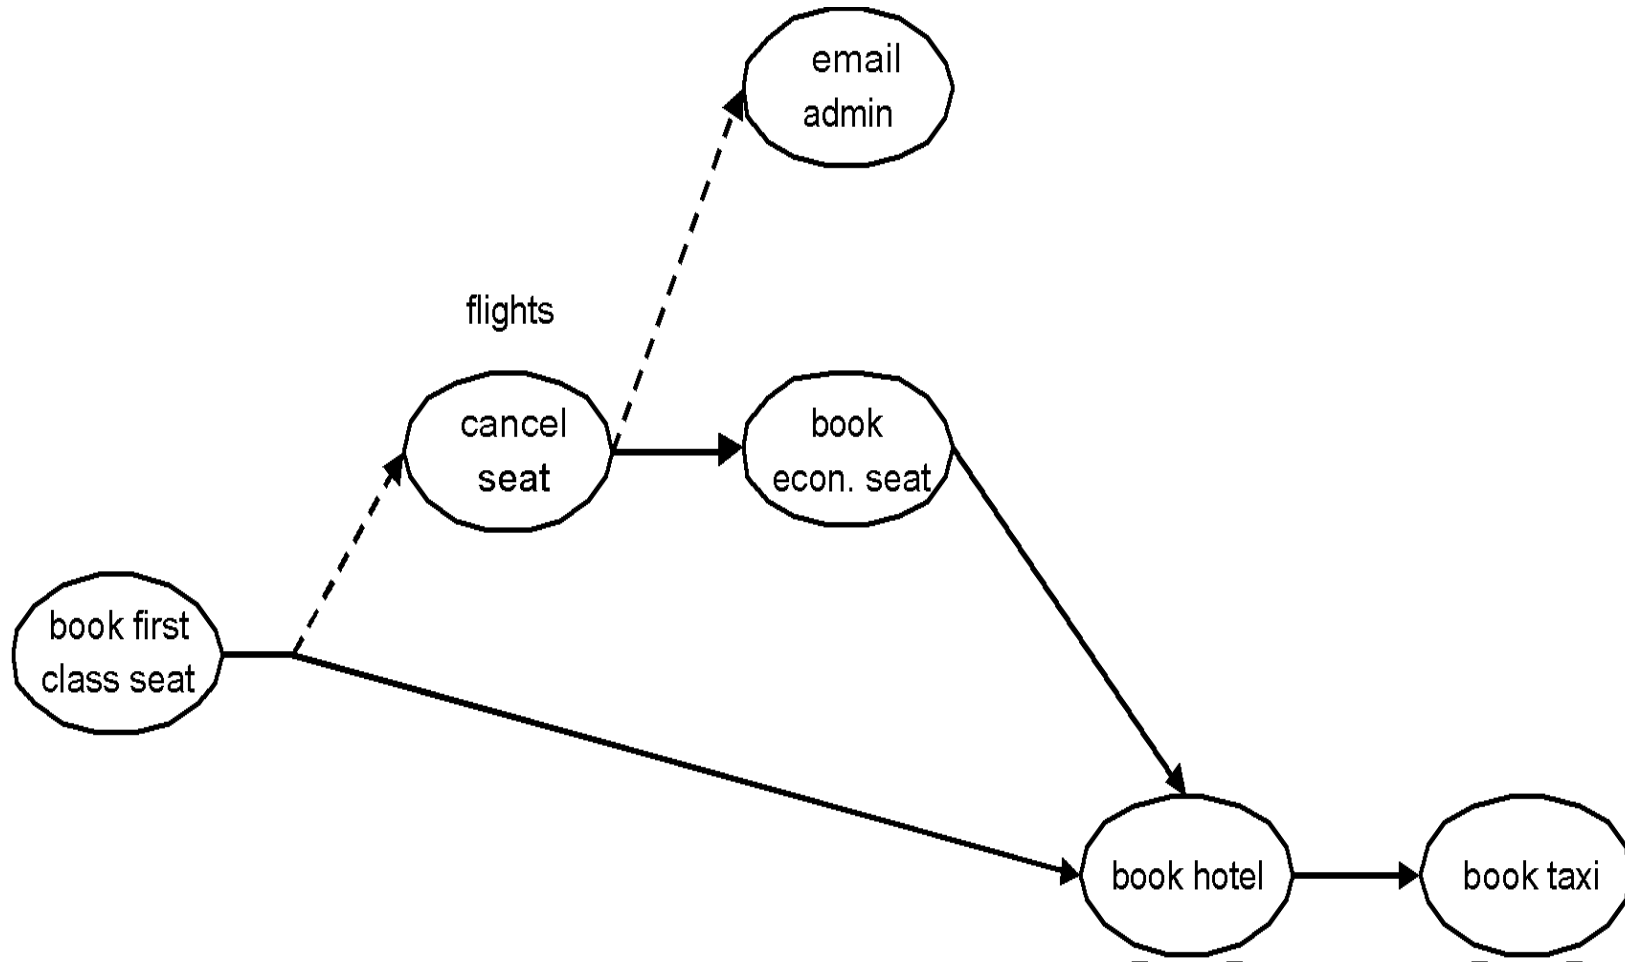 email
admin
flights
cancel
seat
book
econ. seat
book first
class seat
book hotel
book taxi